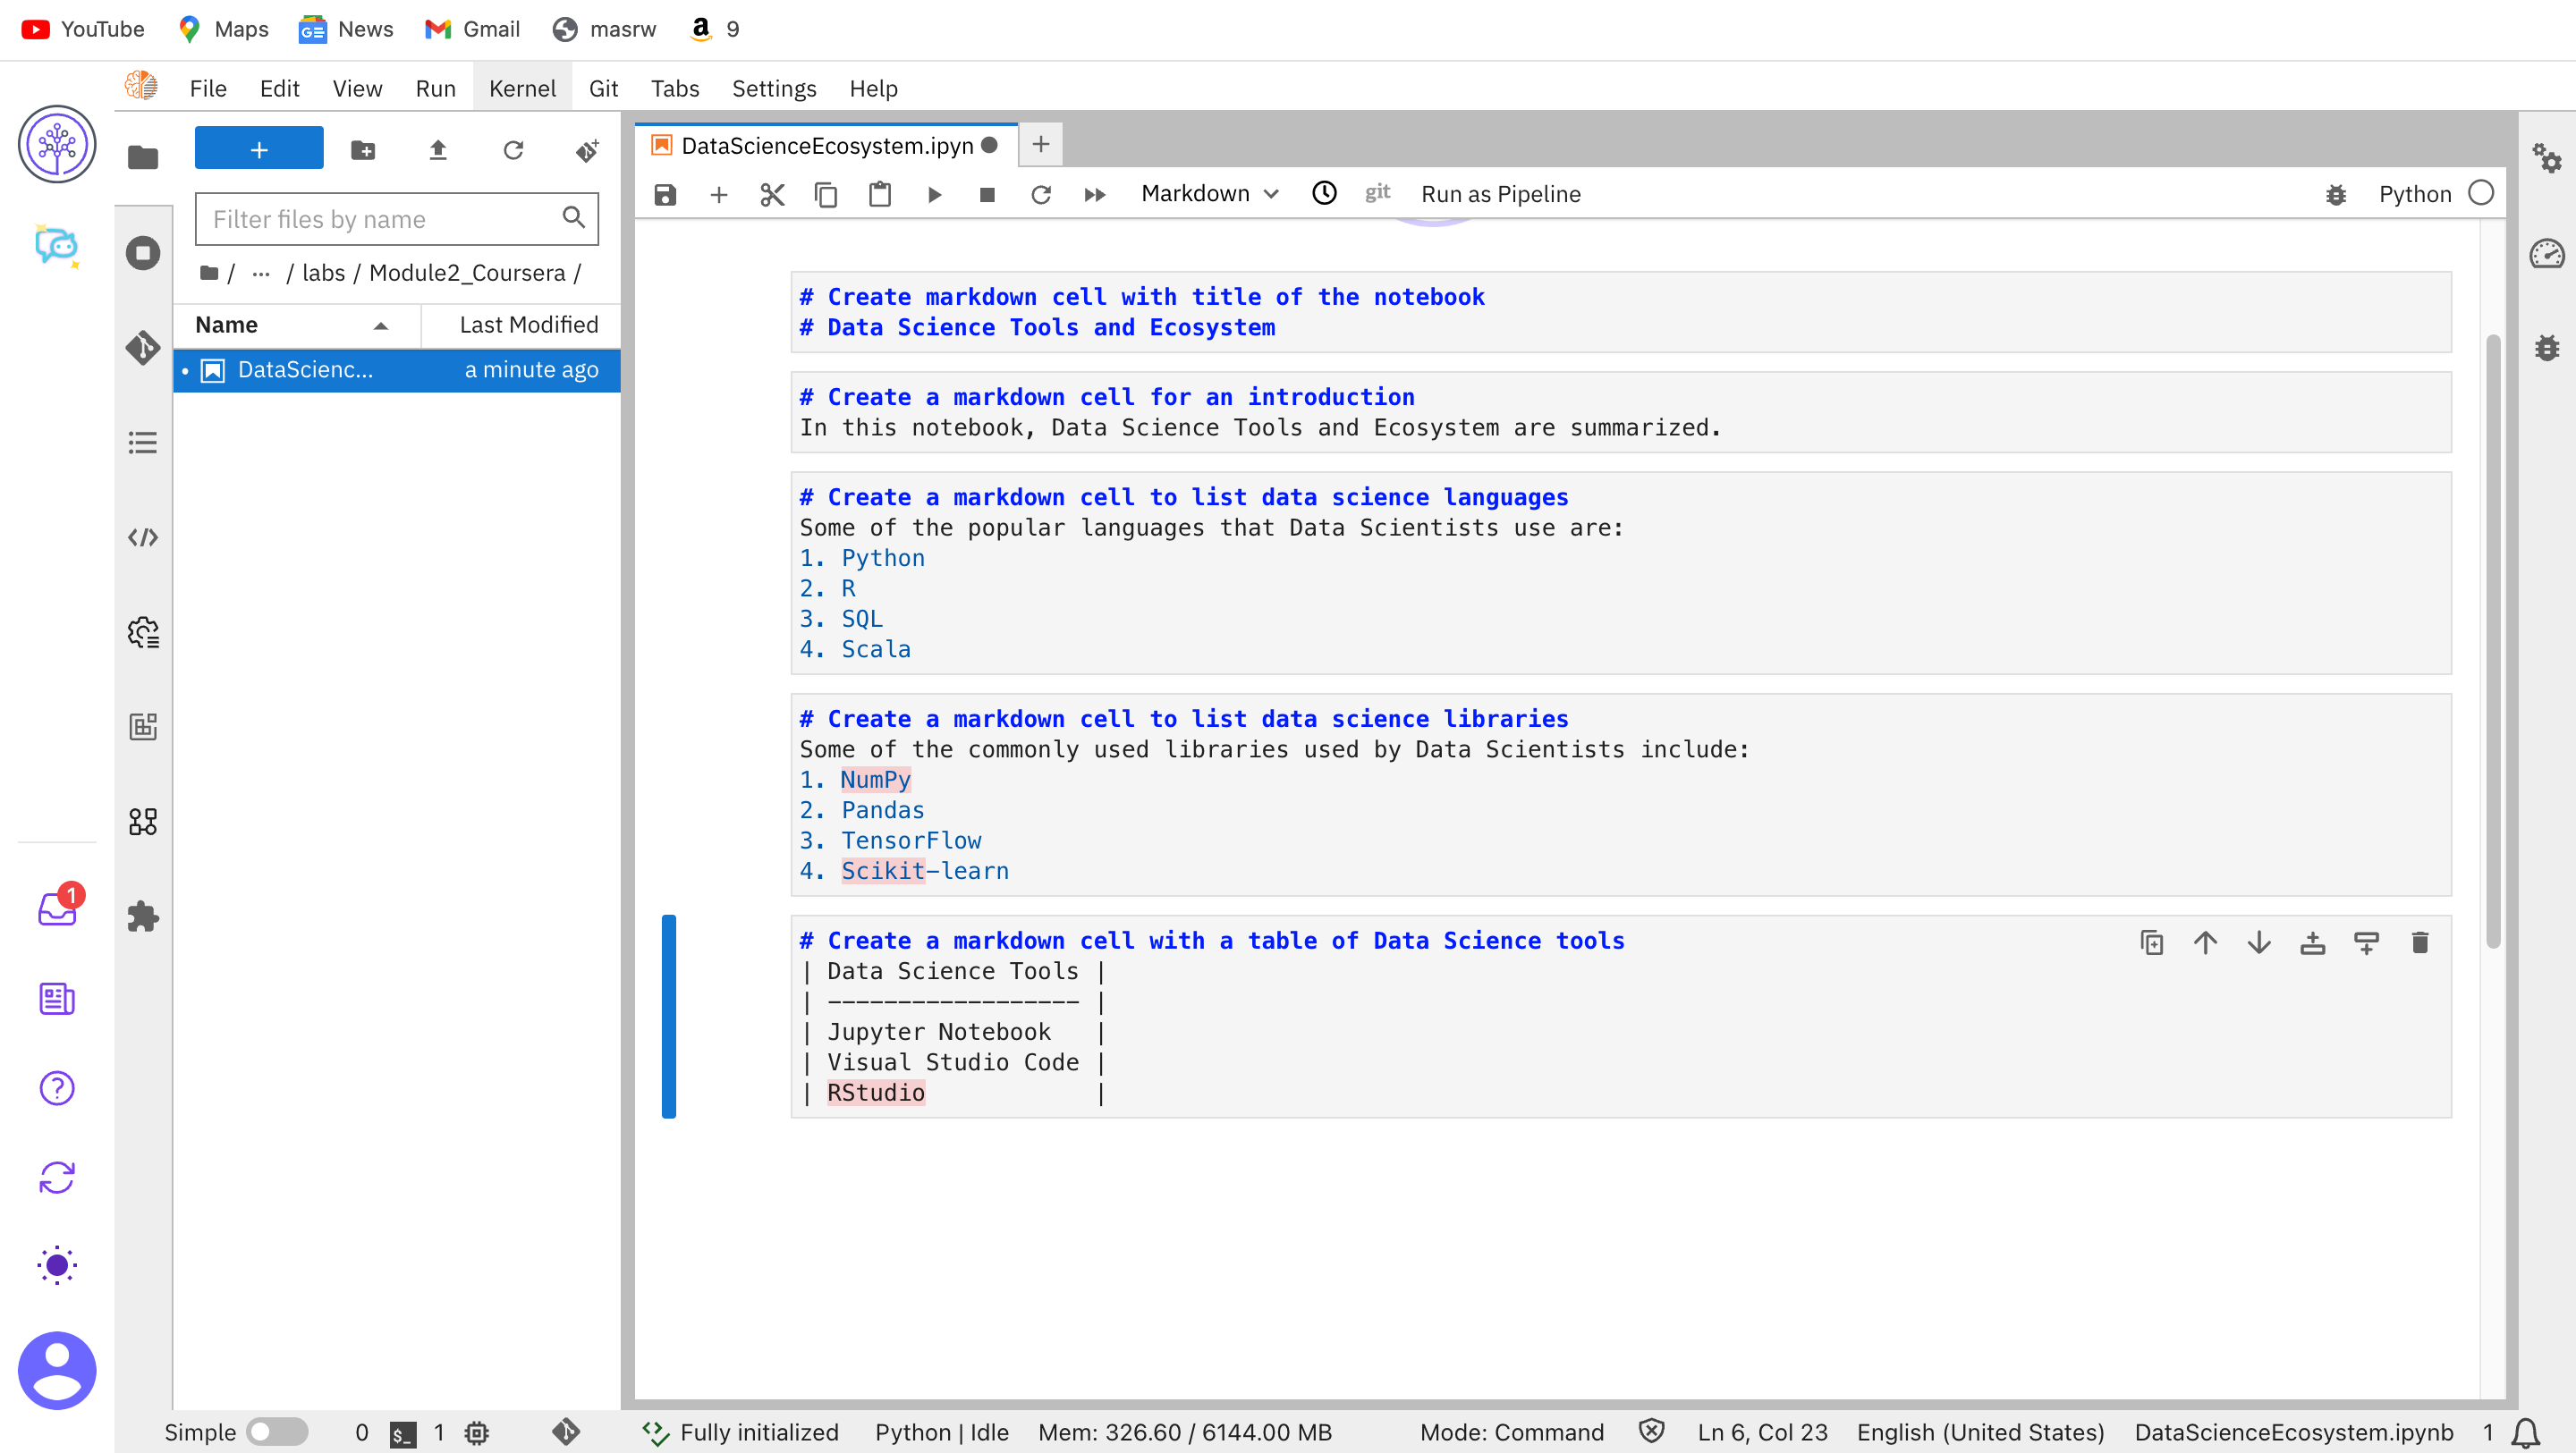 YouTube Maps News Gmail masrw 9
File Edit View Run Kernel Git Tabs Settings Help
DataScienceEcosystem.ipyn
Filter files by name
Markdown git Run as Pipeline Python
/ ... / labs / Module2_Coursera /
Name Last Modified
DataScienc... a minute ago
# Create markdown cell with title of the notebook
# Data Science Tools and Ecosystem
# Create a markdown cell for an introduction
In this notebook, Data Science Tools and Ecosystem are summarized.
# Create a markdown cell to list data science languages
Some of the popular languages that Data Scientists use are:
1. Python
2. R
3. SQL
4. Scala
# Create a markdown cell to list data science libraries
Some of the commonly used libraries used by Data Scientists include:
1. NumPy
2. Pandas
3. TensorFlow
4. Scikit-learn
# Create a markdown cell with a table of Data Science tools
| Data Science Tools |
| ------------------ |
| Jupyter Notebook |
| Visual Studio Code |
| RStudio |
1
Simple 0 $_ 1 Fully initialized Python | Idle Mem: 326.60 / 6144.00 MB Mode: Command Ln 6, Col 23 English (United States) DataScienceEcosystem.ipynb 1